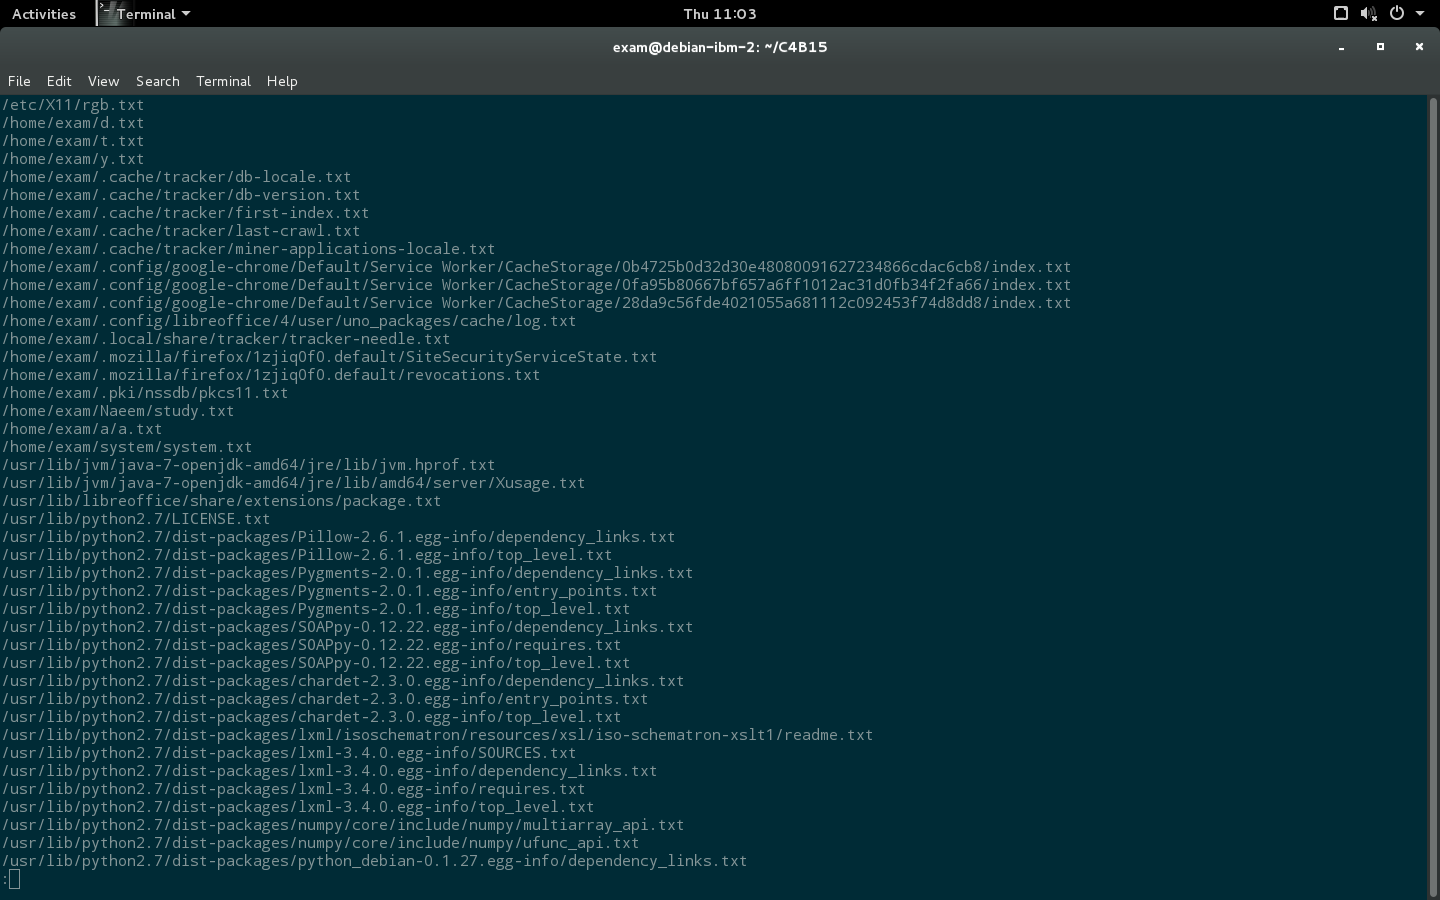 Activities
>_ Terminal
Thu 11:03
exam@debian-ibm-2: ~/C4B15
File Edit View Search Terminal Help
/etc/X11/rgb.txt
/home/exam/d.txt
/home/exam/t.txt
/home/exam/y.txt
/home/exam/.cache/tracker/db-locale.txt
/home/exam/.cache/tracker/db-version.txt
/home/exam/.cache/tracker/first-index.txt
/home/exam/.cache/tracker/last-crawl.txt
/home/exam/.cache/tracker/miner-applications-locale.txt
/home/exam/.config/google-chrome/Default/Service Worker/CacheStorage/0b4725b0d32d30e48080091627234866cdac6cb8/index.txt
/home/exam/.config/google-chrome/Default/Service Worker/CacheStorage/0fa95b80667bf657a6ff1012ac31d0fb34f2fa66/index.txt
/home/exam/.config/google-chrome/Default/Service Worker/CacheStorage/28da9c56fde4021055a681112c092453f74d8dd8/index.txt
/home/exam/.config/libreoffice/4/user/uno_packages/cache/log.txt
/home/exam/.local/share/tracker/tracker-needle.txt
/home/exam/.mozilla/firefox/1zjiq0f0.default/SiteSecurityServiceState.txt
/home/exam/.mozilla/firefox/1zjiq0f0.default/revocations.txt
/home/exam/.pki/nssdb/pkcs11.txt
/home/exam/Naeem/study.txt
/home/exam/a/a.txt
/home/exam/system/system.txt
/usr/lib/jvm/java-7-openjdk-amd64/jre/lib/jvm.hprof.txt
/usr/lib/jvm/java-7-openjdk-amd64/jre/lib/amd64/server/Xusage.txt
/usr/lib/libreoffice/share/extensions/package.txt
/usr/lib/python2.7/LICENSE.txt
/usr/lib/python2.7/dist-packages/Pillow-2.6.1.egg-info/dependency_links.txt
/usr/lib/python2.7/dist-packages/Pillow-2.6.1.egg-info/top_level.txt
/usr/lib/python2.7/dist-packages/Pygments-2.0.1.egg-info/dependency_links.txt
/usr/lib/python2.7/dist-packages/Pygments-2.0.1.egg-info/entry_points.txt
/usr/lib/python2.7/dist-packages/Pygments-2.0.1.egg-info/top_level.txt
/usr/lib/python2.7/dist-packages/SOAPpy-0.12.22.egg-info/dependency_links.txt
/usr/lib/python2.7/dist-packages/SOAPpy-0.12.22.egg-info/requires.txt
/usr/lib/python2.7/dist-packages/SOAPpy-0.12.22.egg-info/top_level.txt
/usr/lib/python2.7/dist-packages/chardet-2.3.0.egg-info/dependency_links.txt
/usr/lib/python2.7/dist-packages/chardet-2.3.0.egg-info/entry_points.txt
/usr/lib/python2.7/dist-packages/chardet-2.3.0.egg-info/top_level.txt
/usr/lib/python2.7/dist-packages/lxml/isoschematron/resources/xsl/iso-schematron-xslt1/readme.txt
/usr/lib/python2.7/dist-packages/lxml-3.4.0.egg-info/SOURCES.txt
/usr/lib/python2.7/dist-packages/lxml-3.4.0.egg-info/dependency_links.txt
/usr/lib/python2.7/dist-packages/lxml-3.4.0.egg-info/requires.txt
/usr/lib/python2.7/dist-packages/lxml-3.4.0.egg-info/top_level.txt
/usr/lib/python2.7/dist-packages/numpy/core/include/numpy/multiarray_api.txt
/usr/lib/python2.7/dist-packages/numpy/core/include/numpy/ufunc_api.txt
/usr/lib/python2.7/dist-packages/python_debian-0.1.27.egg-info/dependency_links.txt
: